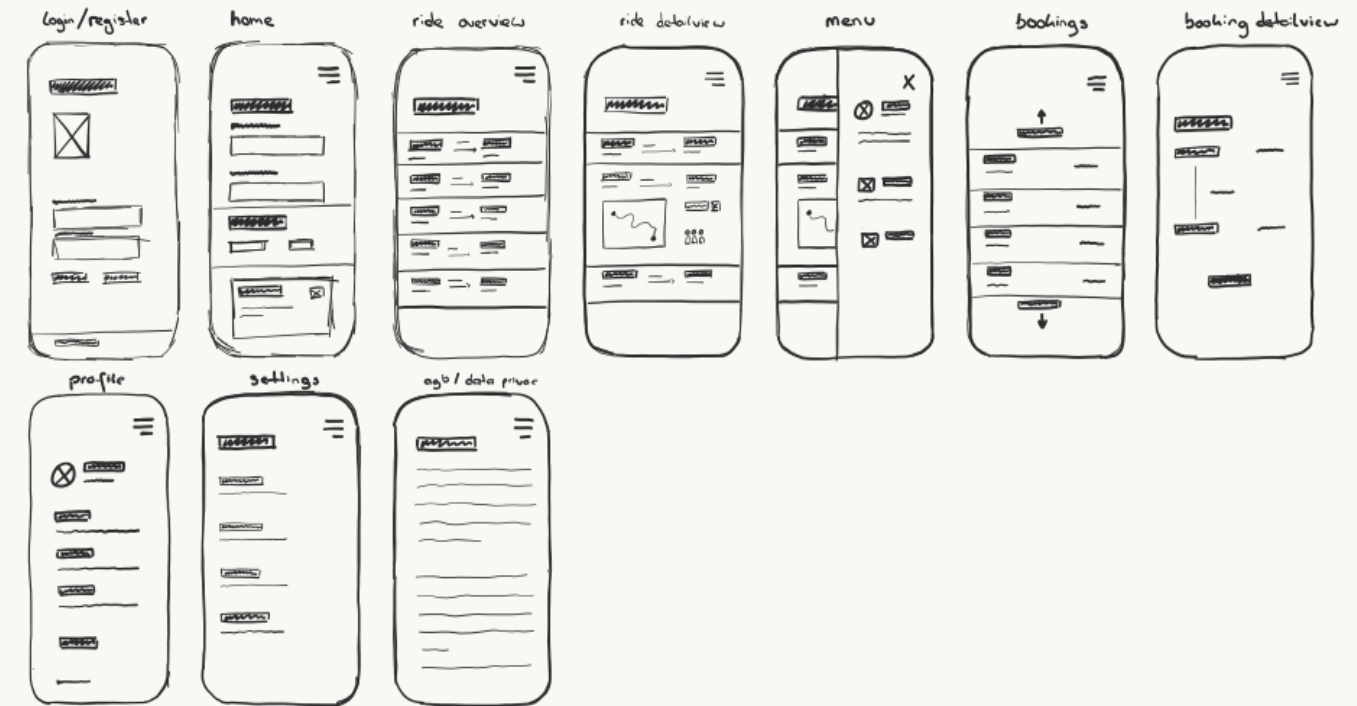 login/register
home
ride overview
ride detailview
menu
bookings
booking detailview
profile
settings
agb / data privac